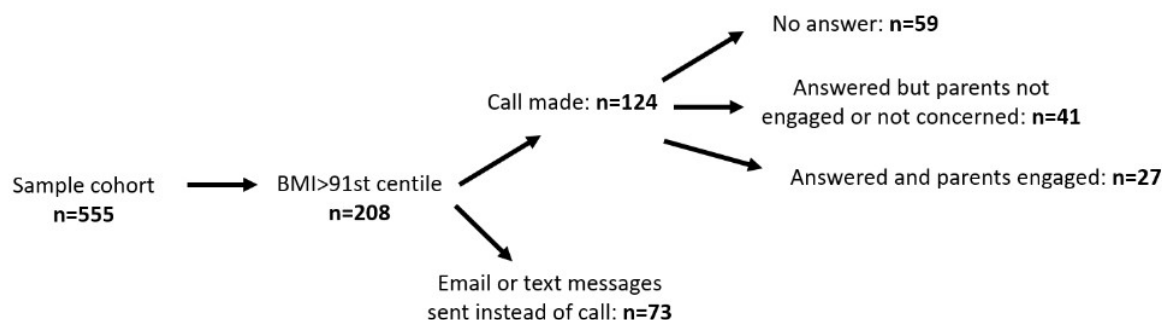 No answer: n=59
Call made: n=124
Answered but parents not
engaged or not concerned: n=41
Answered and parents engaged: n=27
Sample cohort
n=555
BMI>91st centile
n=208
Email or text messages
sent instead of call: n=73